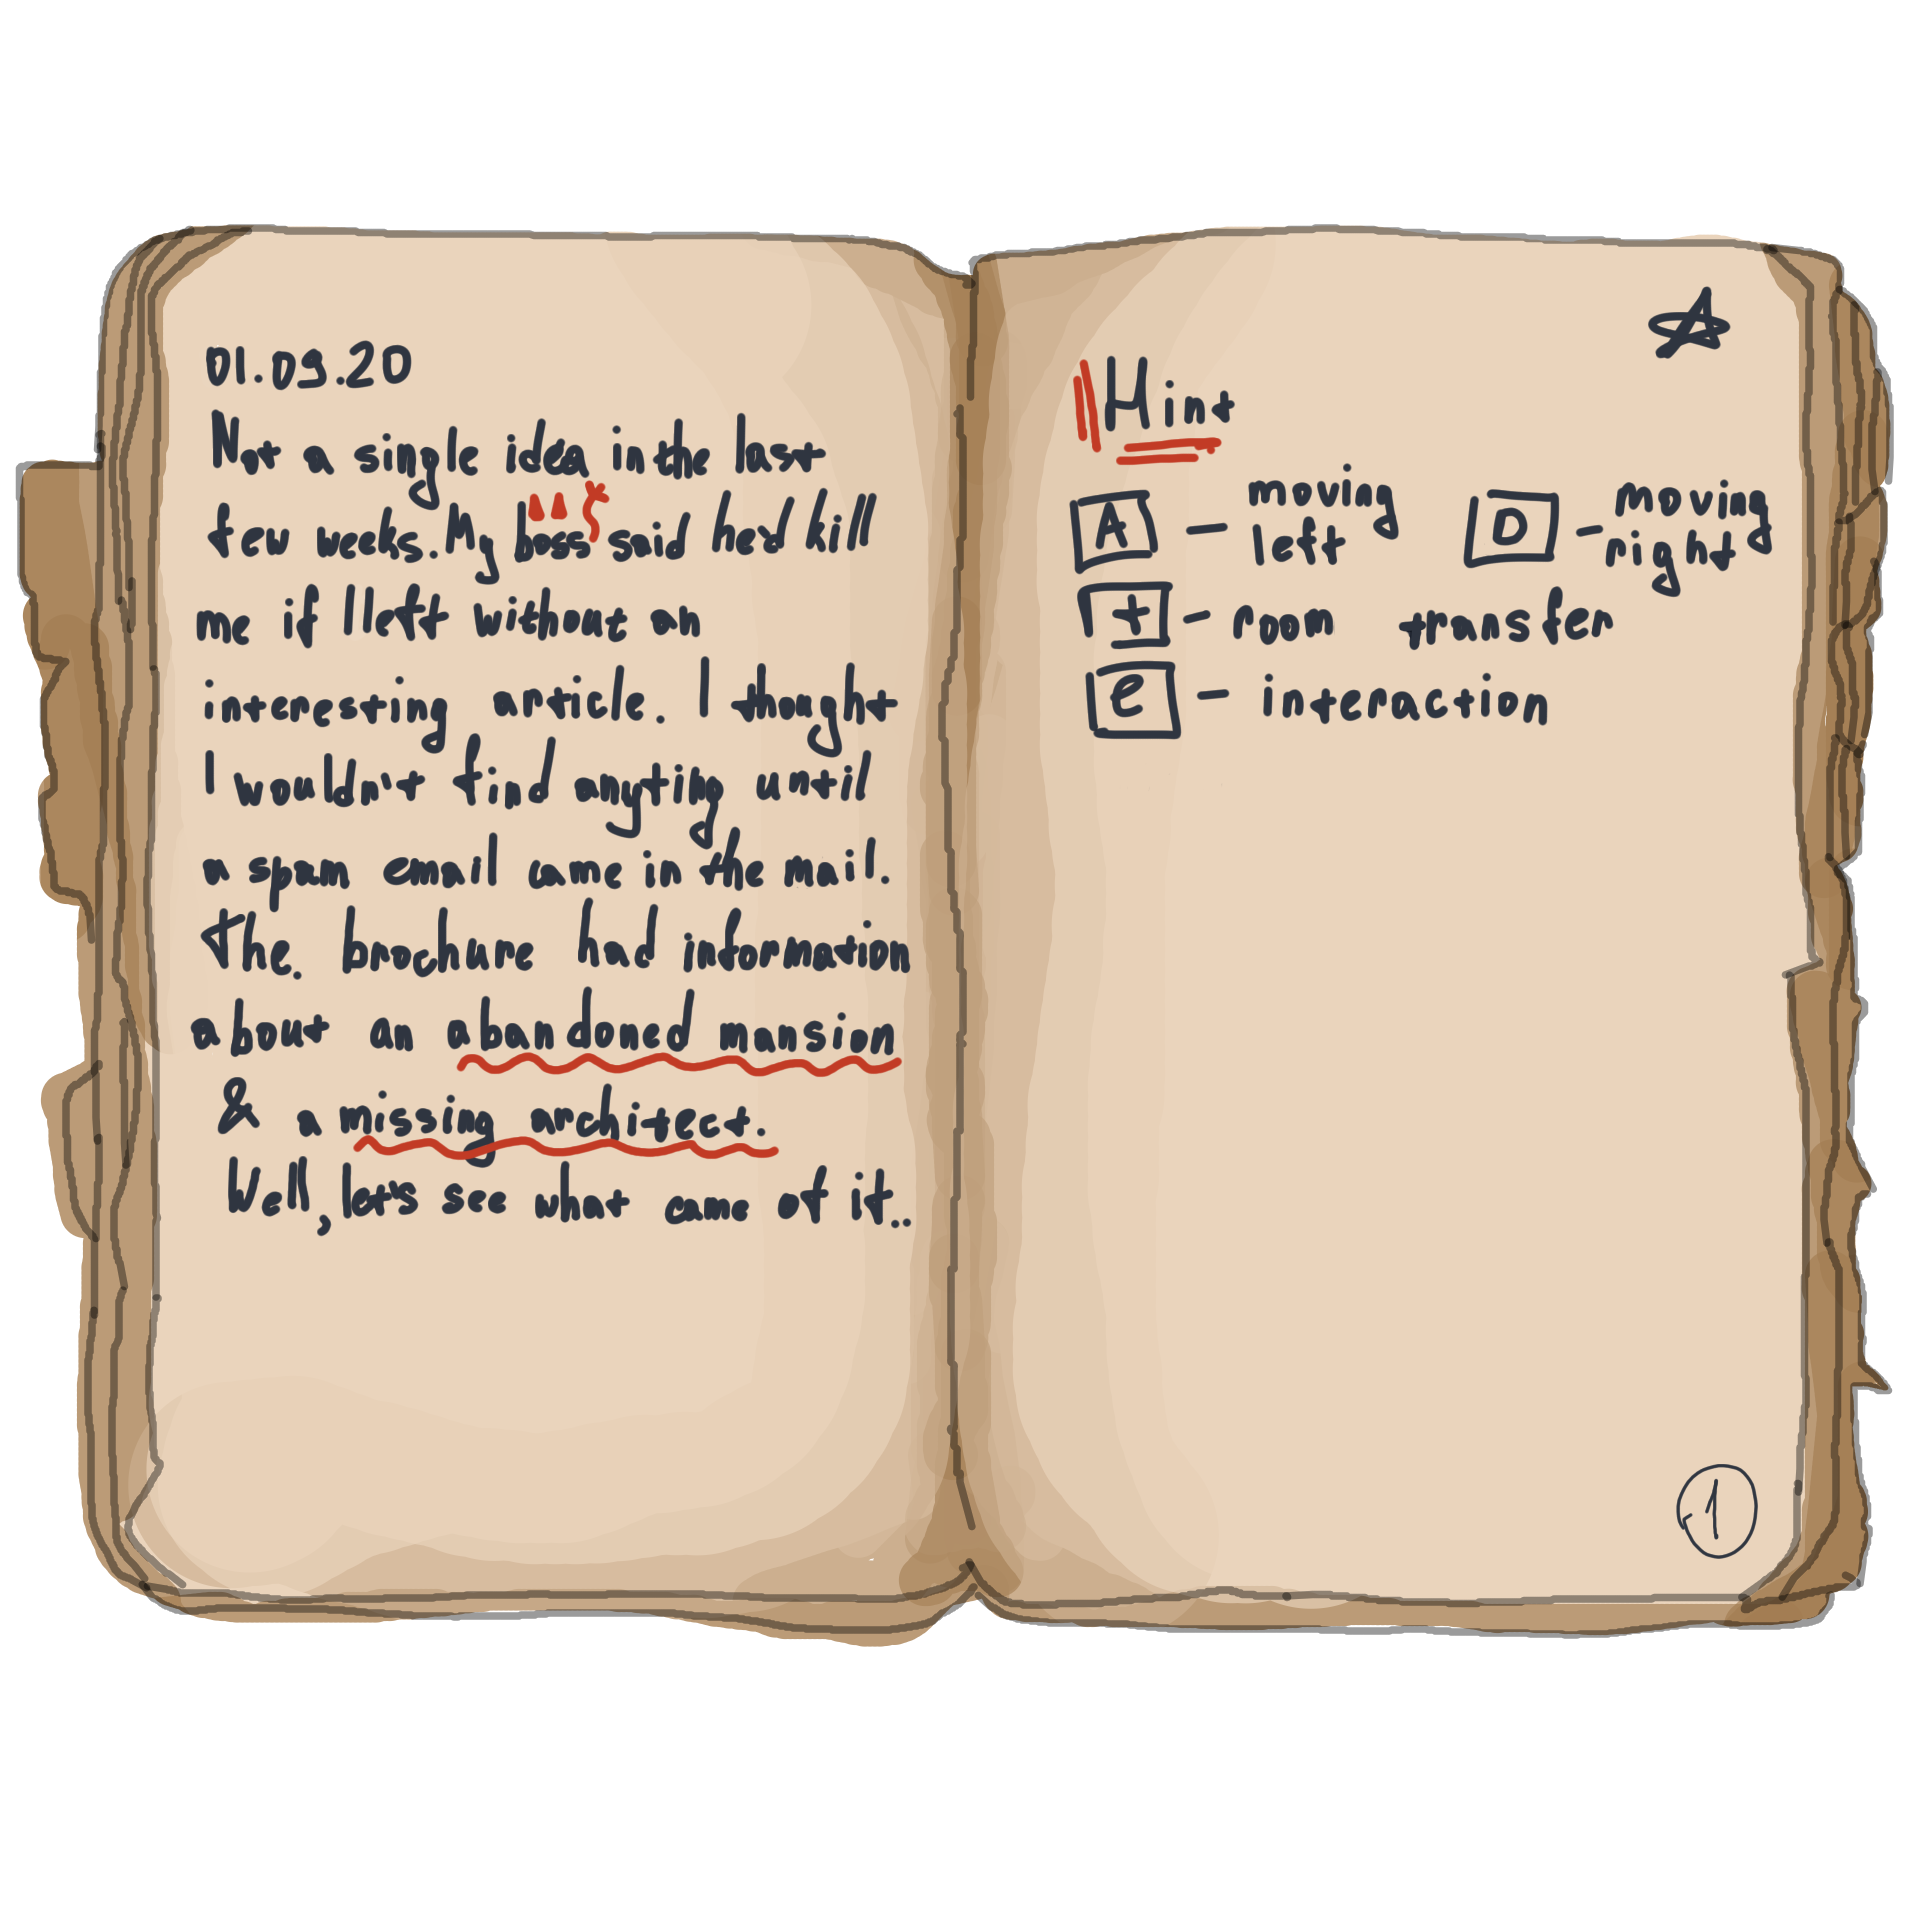 01.09.20
Not a single idea in the last
few weeks. My boss said he'd kill
me if I left without an
interesting article. I thought
I wouldn't find anyting until
a spam email came in the mail.
The. brochure had information
about an abandoned mansion
& a missing architect.
Well, let's see what came of it..
Hint
A - moving left
D - moving right
t - room transfer
e - interaction
1